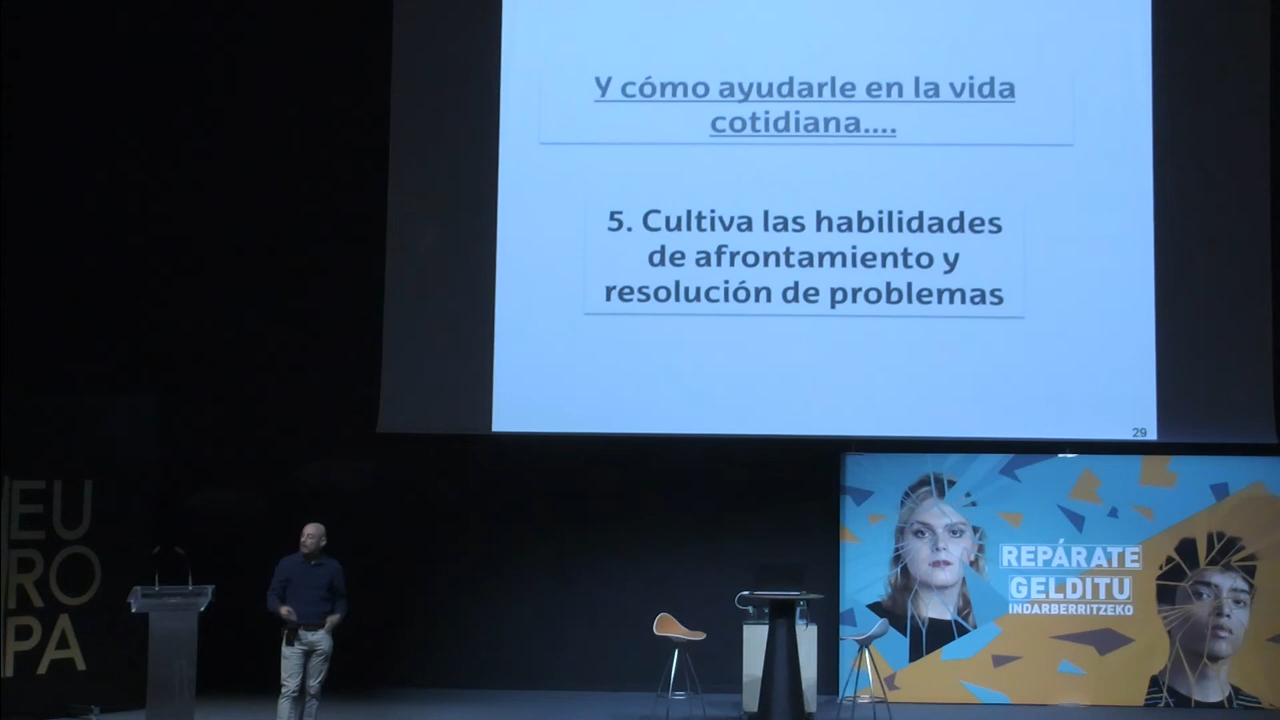 Y cómo ayudarle en la vida
cotidiana....
5. Cultiva las habilidades
de afrontamiento y
resolución de problemas
29
EU
RO
PA
REPÁRATE
GELDITU
INDARBERRITZEKO